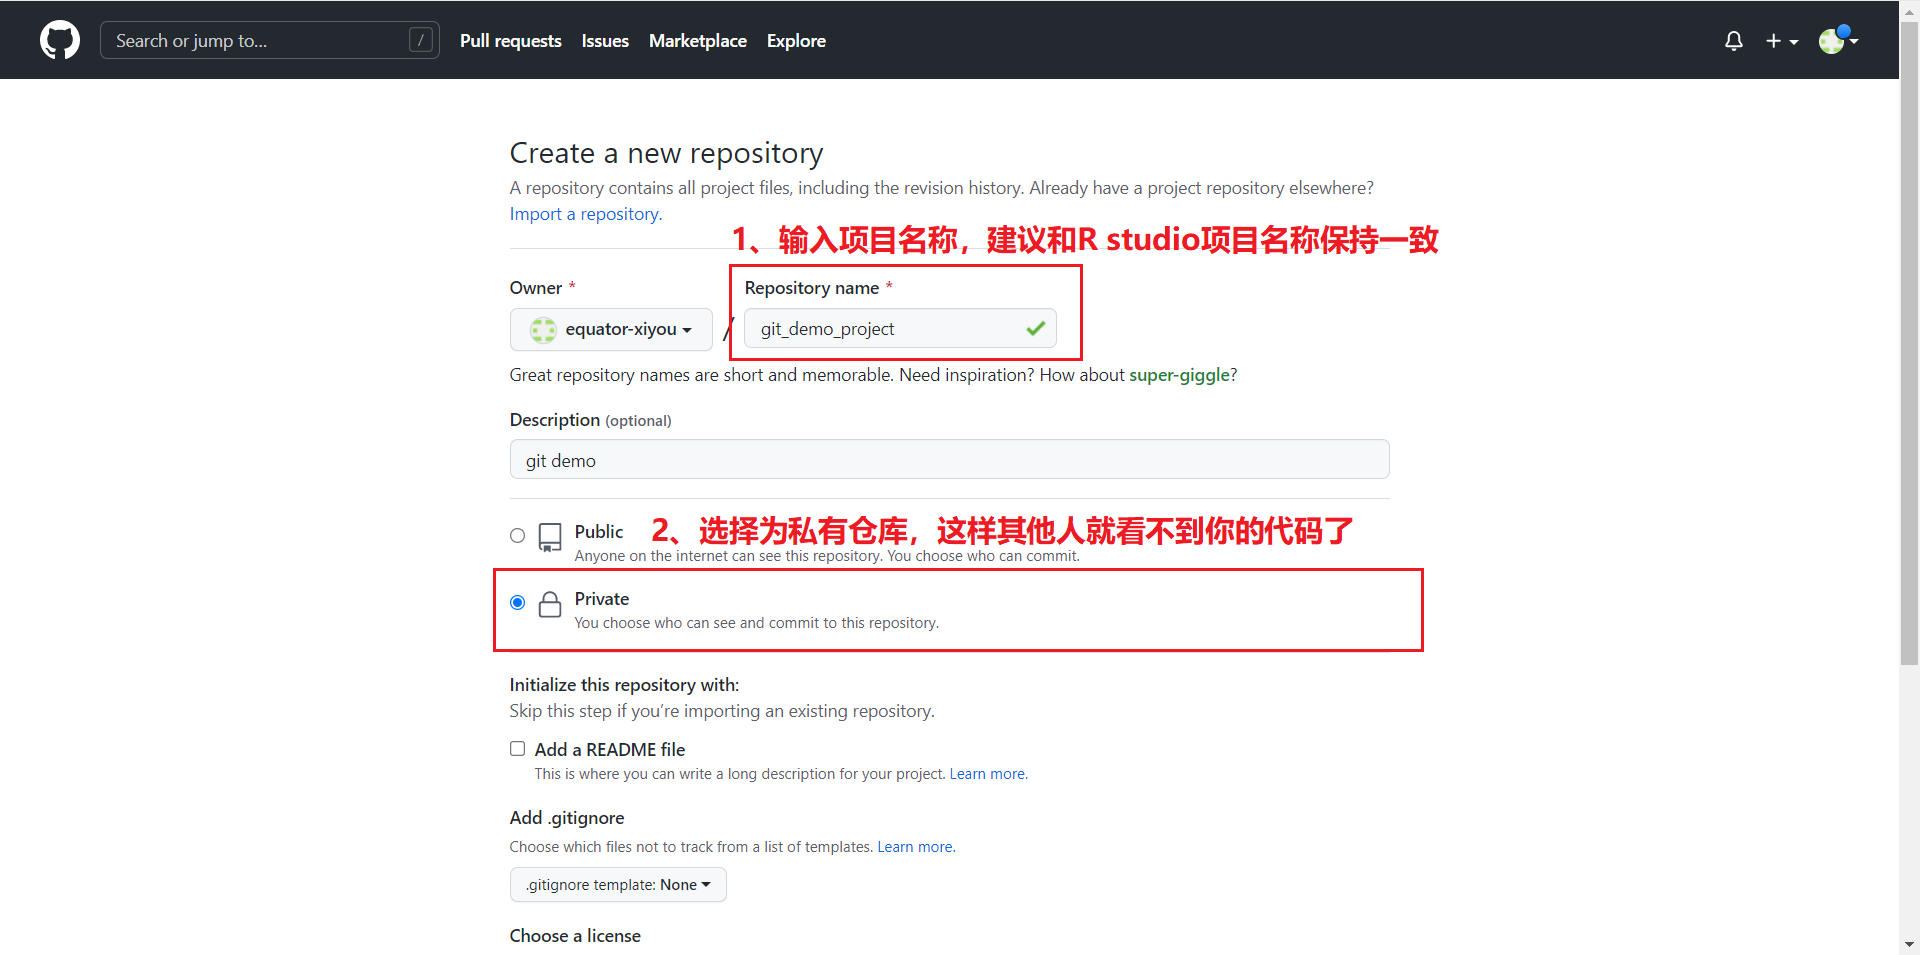 Search or jump to...
/
Pull requests
Issues
Marketplace
Explore
Create a new repository
A repository contains all project files, including the revision history. Already have a project repository elsewhere?
Import a repository.
1、输入项目名称，建议和R studio项目名称保持一致
Owner *
Repository name *
equator-xiyou
/
git_demo_project
Great repository names are short and memorable. Need inspiration? How about super-giggle?
Description (optional)
git demo
Public
2、选择为私有仓库，这样其他人就看不到你的代码了
Anyone on the internet can see this repository. You choose who can commit.
Private
You choose who can see and commit to this repository.
Initialize this repository with:
Skip this step if you’re importing an existing repository.
Add a README file
This is where you can write a long description for your project. Learn more.
Add .gitignore
Choose which files not to track from a list of templates. Learn more.
.gitignore template: None
Choose a license